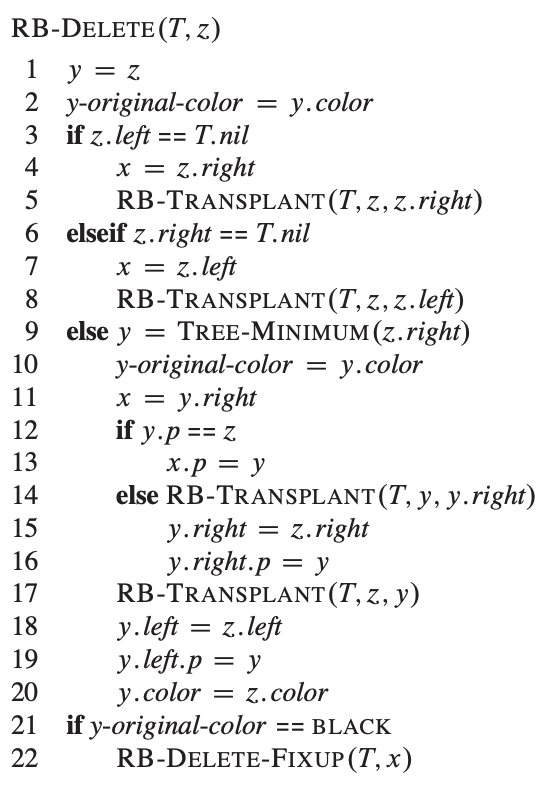 RB-DELETE(T, z)
1 y = z
2 y-original-color = y.color
3 if z.left == T.nil
4 x = z.right
5 RB-TRANSPLANT(T, z, z.right)
6 elseif z.right == T.nil
7 x = z.left
8 RB-TRANSPLANT(T, z, z.left)
9 else y = TREE-MINIMUM(z.right)
10 y-original-color = y.color
11 x = y.right
12 if y.p == z
13 x.p = y
14 else RB-TRANSPLANT(T, y, y.right)
15 y.right = z.right
16 y.right.p = y
17 RB-TRANSPLANT(T, z, y)
18 y.left = z.left
19 y.left.p = y
20 y.color = z.color
21 if y-original-color == BLACK
22 RB-DELETE-FIXUP(T, x)